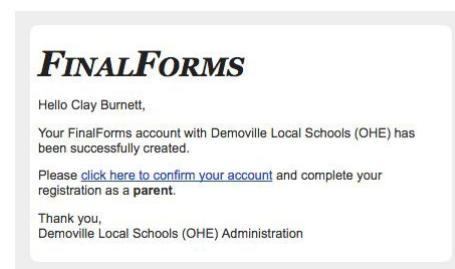 FINALFORMS
Hello Clay Burnett,
Your FinalForms account with Demoville Local Schools (OHE) has
been successfully created.
Please click here to confirm your account and complete your
registration as a parent.
Thank you,
Demoville Local Schools (OHE) Administration